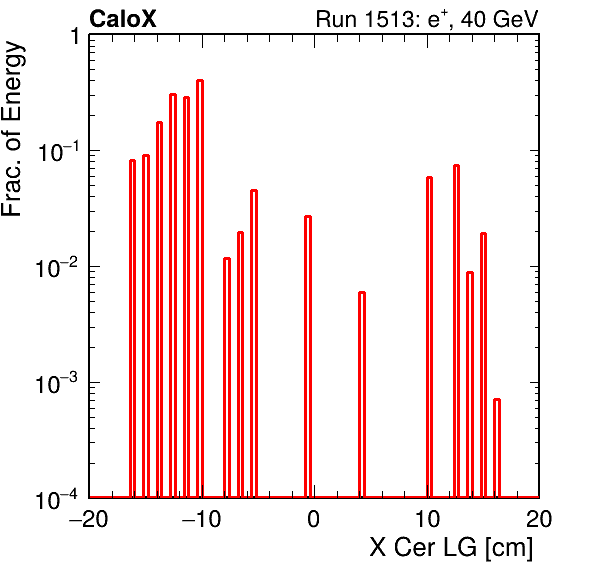 CaloX Run 1513: e⁺, 40 GeV
Frac. of Energy
1
10⁻¹
10⁻²
10⁻³
10⁻⁴
−20 −10 0 10 20
X Cer LG [cm]